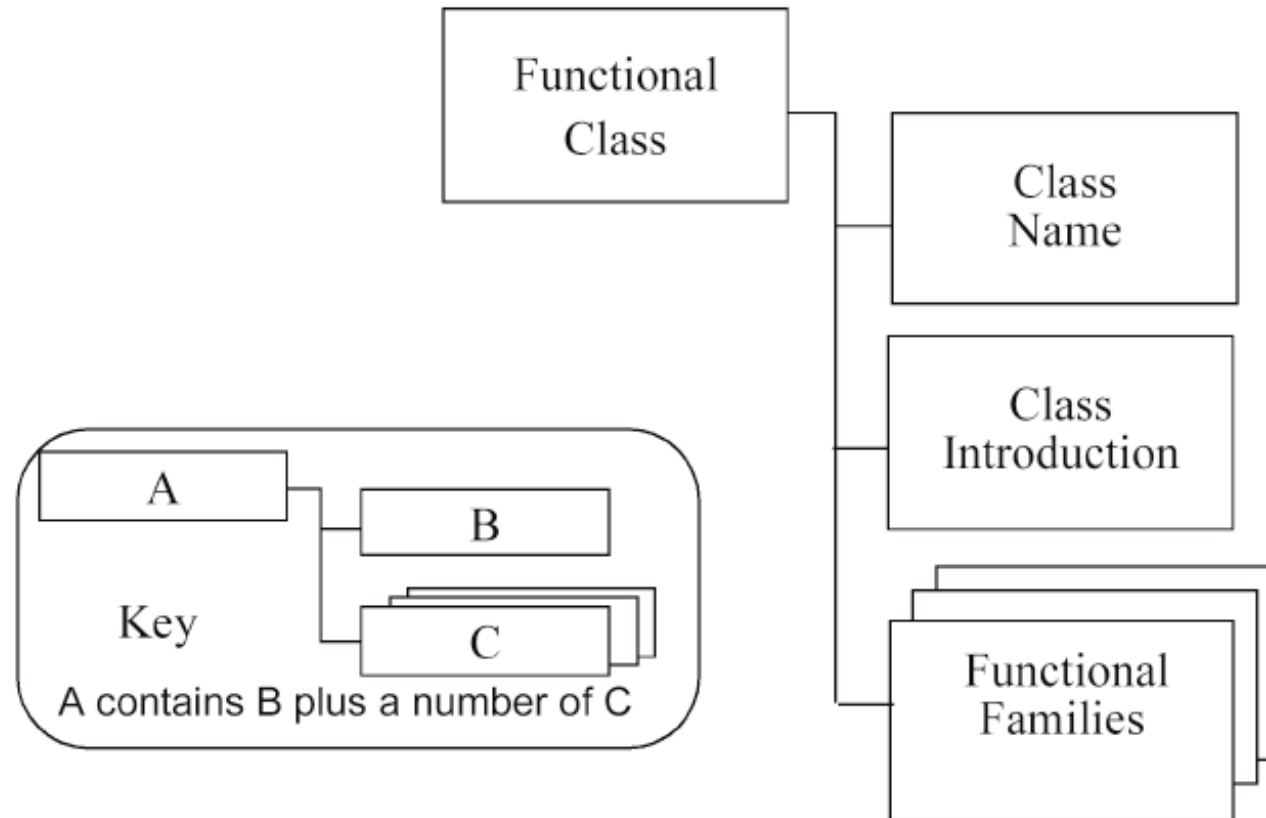 Functional
Class
Class
Name
Class
Introduction
Functional
Families
A
B
C
Key
A contains B plus a number of C